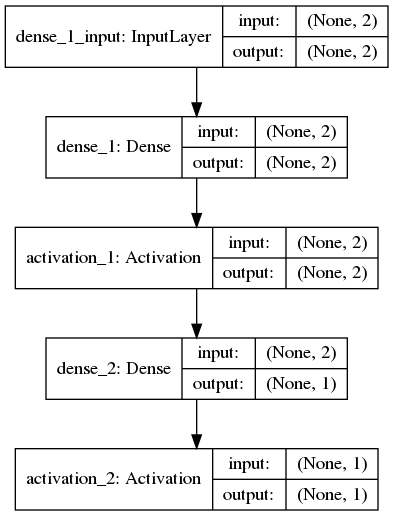 dense_1_input: InputLayer
input: (None, 2)
output: (None, 2)
dense_1: Dense
input: (None, 2)
output: (None, 2)
activation_1: Activation
input: (None, 2)
output: (None, 2)
dense_2: Dense
input: (None, 2)
output: (None, 1)
activation_2: Activation
input: (None, 1)
output: (None, 1)